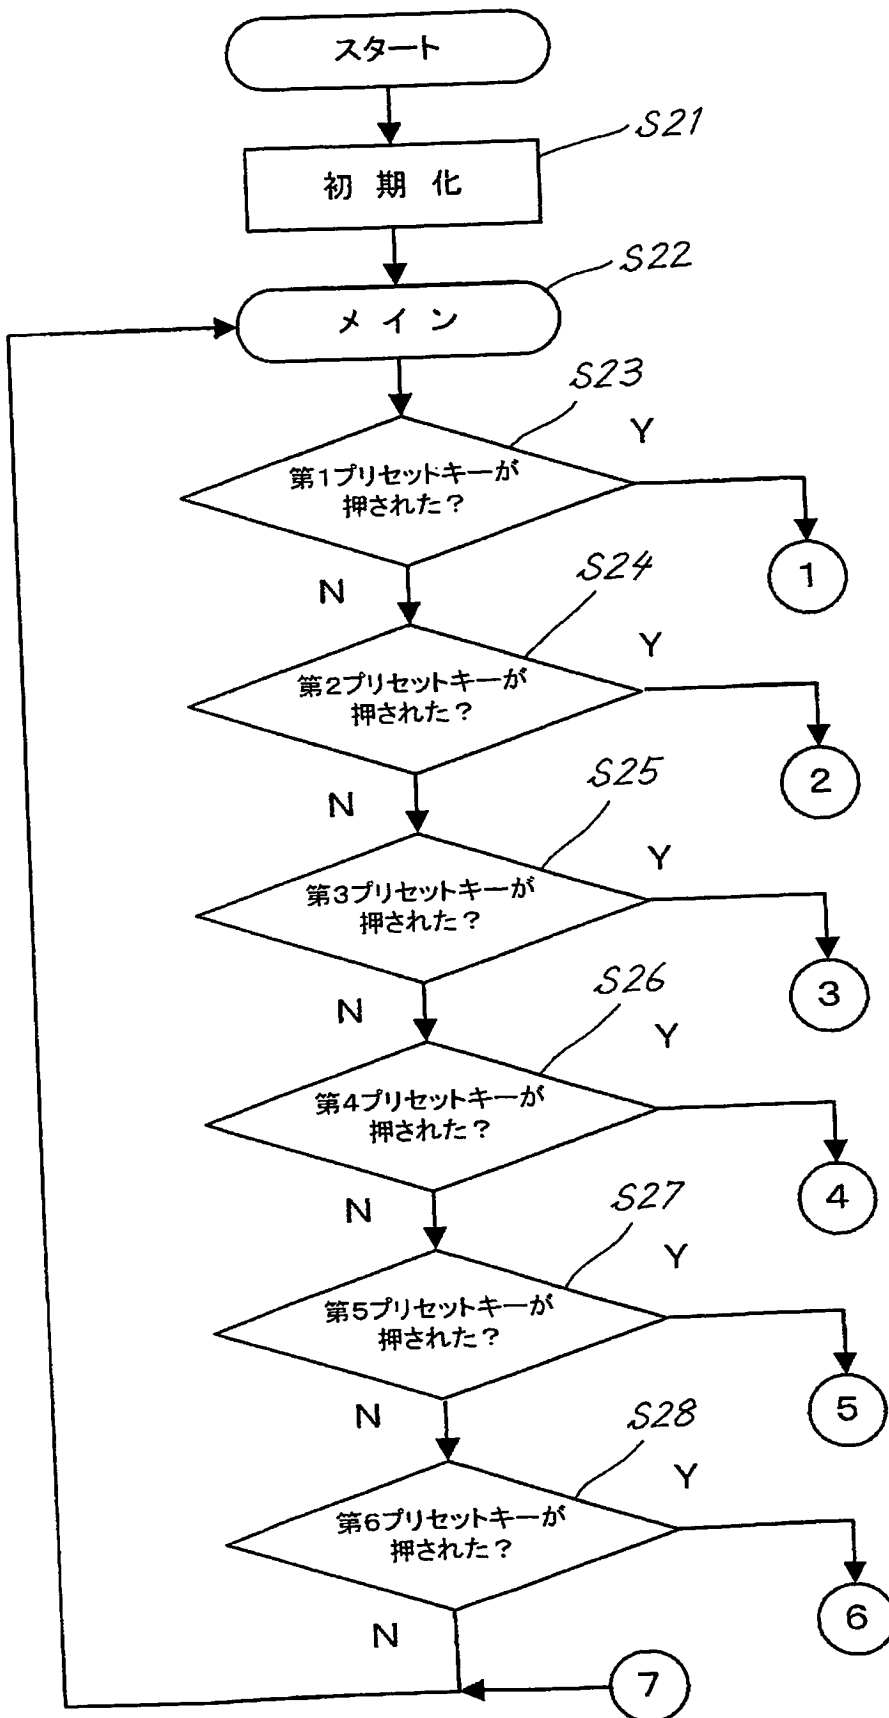 スタート
S21
初 期 化
S22
メ イ ン
S23
第1プリセットキーが
押された?
Y
1
N
S24
第2プリセットキーが
押された?
Y
2
N
S25
第3プリセットキーが
押された?
Y
3
N
S26
第4プリセットキーが
押された?
Y
4
N
S27
第5プリセットキーが
押された?
Y
5
N
S28
第6プリセットキーが
押された?
Y
6
N
7